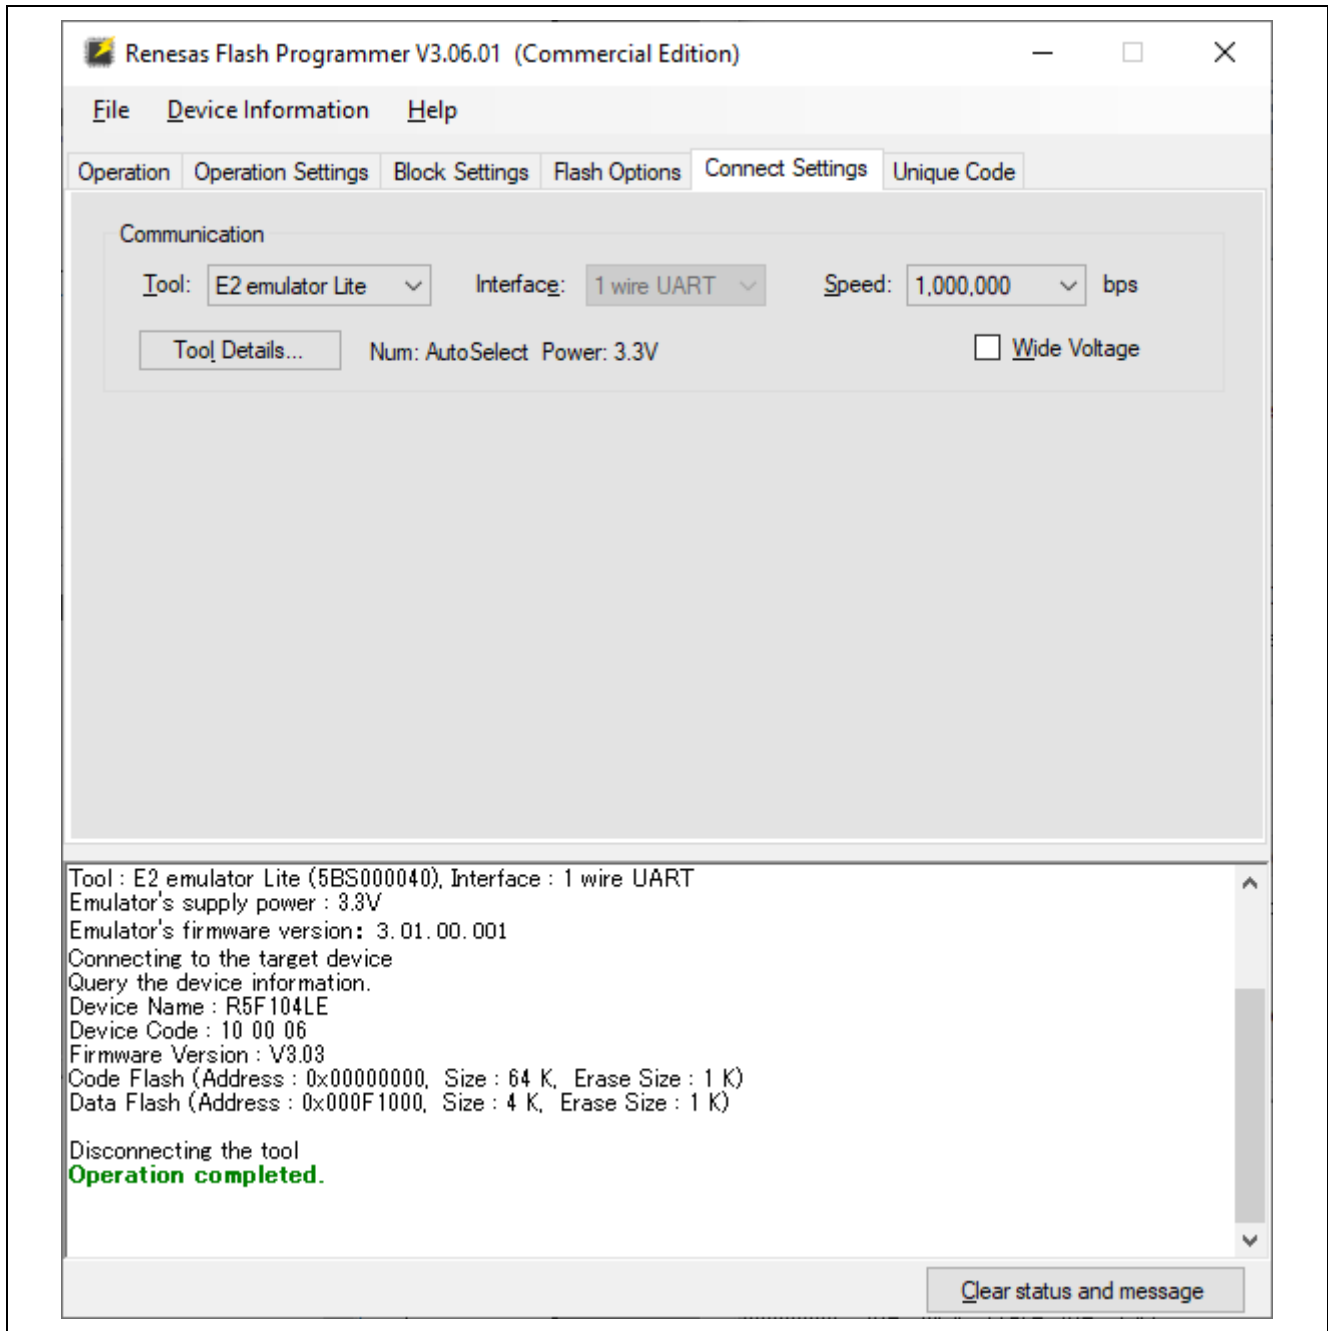 Renesas Flash Programmer V3.06.01 (Commercial Edition)
File Device Information Help
Operation Operation Settings Block Settings Flash Options Connect Settings Unique Code
Communication
Tool: E2 emulator Lite Interface: 1 wire UART Speed: 1,000,000 bps
Tool Details... Num: AutoSelect Power: 3.3V Wide Voltage
Tool : E2 emulator Lite (5BS000040), Interface : 1 wire UART
Emulator's supply power : 3.3V
Emulator's firmware version: 3.01.00.001
Connecting to the target device
Query the device information.
Device Name : R5F104LE
Device Code : 10 00 06
Firmware Version : V3.03
Code Flash (Address : 0x00000000, Size : 64 K, Erase Size : 1 K)
Data Flash (Address : 0x000F1000, Size : 4 K, Erase Size : 1 K)
Disconnecting the tool
Operation completed.
Clear status and message